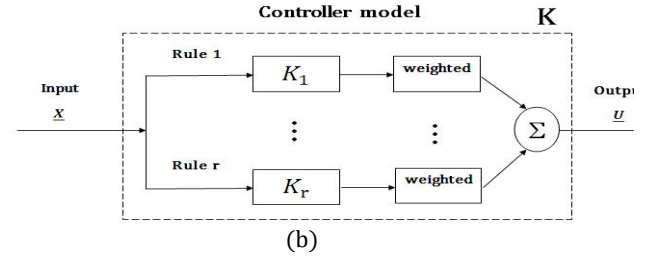 Controller model
K
Rule 1
K1
weighted
Input
X
Outpu
U
Σ
Rule r
Kr
weighted
(b)